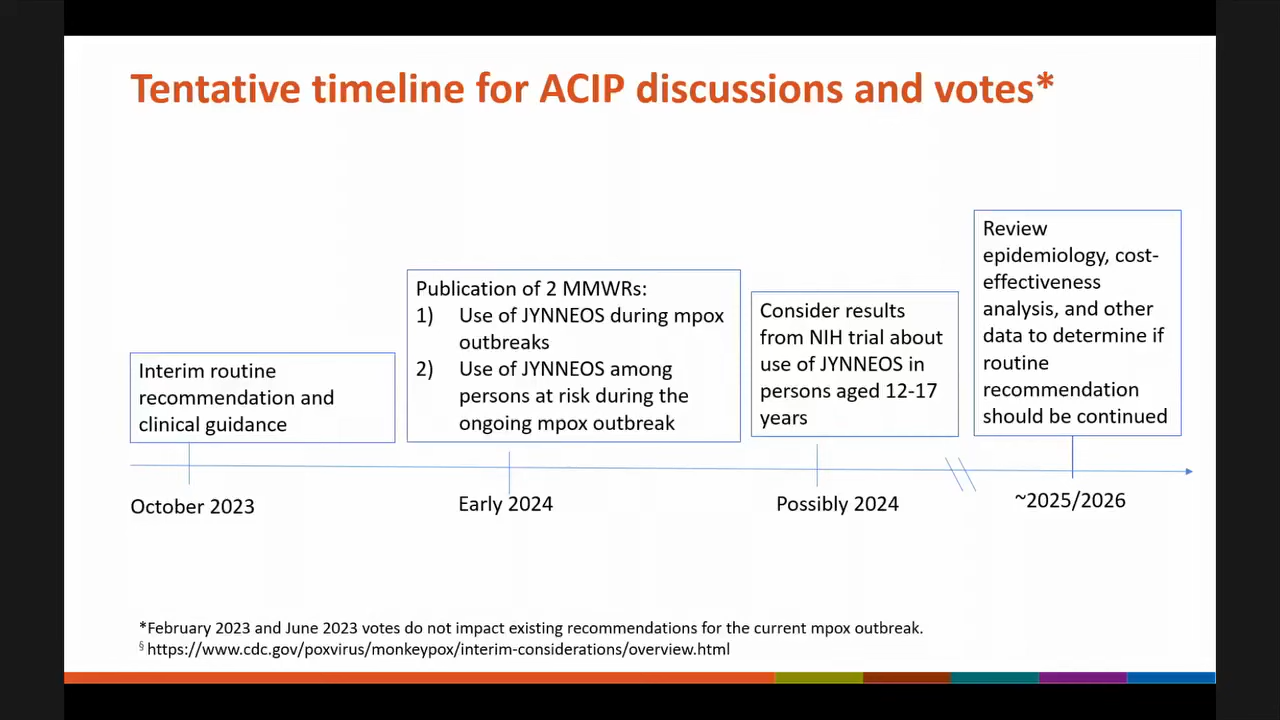 Tentative timeline for ACIP discussions and votes*
Interim routine
recommendation and
clinical guidance
Publication of 2 MMWRs:
1) Use of JYNNEOS during mpox
outbreaks
2) Use of JYNNEOS among
persons at risk during the
ongoing mpox outbreak
Consider results
from NIH trial about
use of JYNNEOS in
persons aged 12-17
years
Review
epidemiology, cost-
effectiveness
analysis, and other
data to determine if
routine
recommendation
should be continued
October 2023
Early 2024
Possibly 2024
~2025/2026
*February 2023 and June 2023 votes do not impact existing recommendations for the current mpox outbreak.
§ https://www.cdc.gov/poxvirus/monkeypox/interim-considerations/overview.html